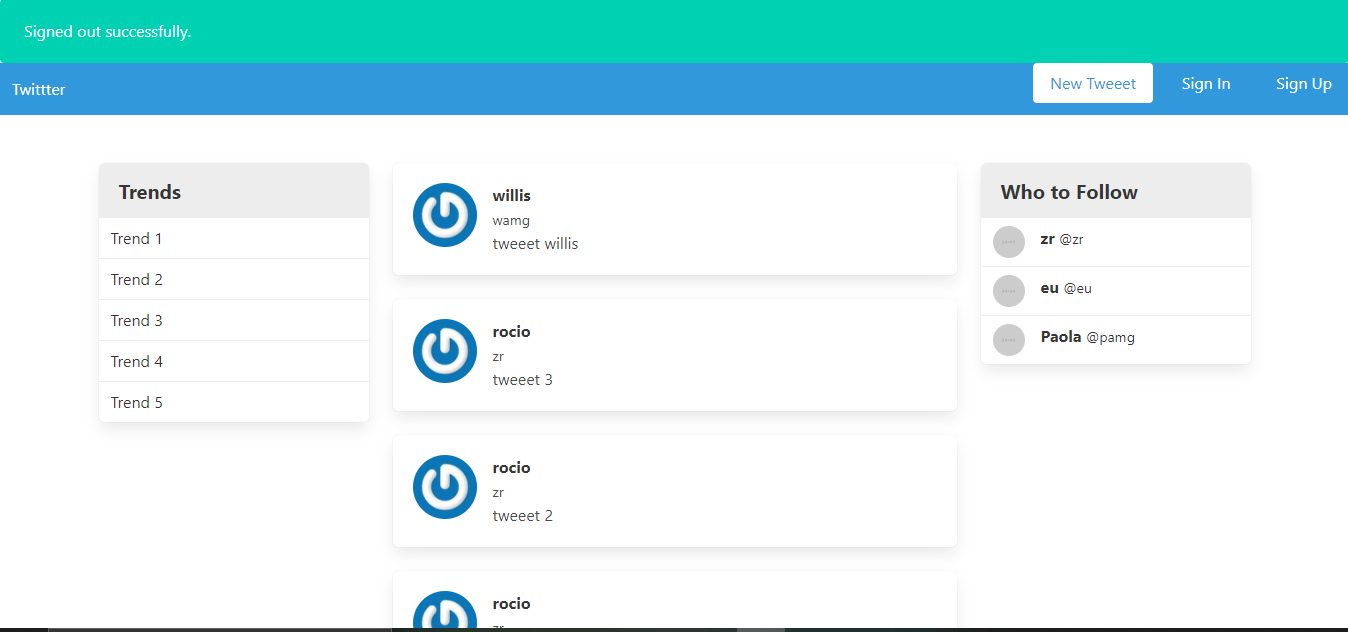 Signed out successfully.
Twittter
New Tweeet
Sign In
Sign Up
Trends
Trend 1
Trend 2
Trend 3
Trend 4
Trend 5
willis
wamg
tweeet willis
rocio
zr
tweeet 3
rocio
zr
tweeet 2
rocio
zr
Who to Follow
zr @zr
eu @eu
Paola @pamg